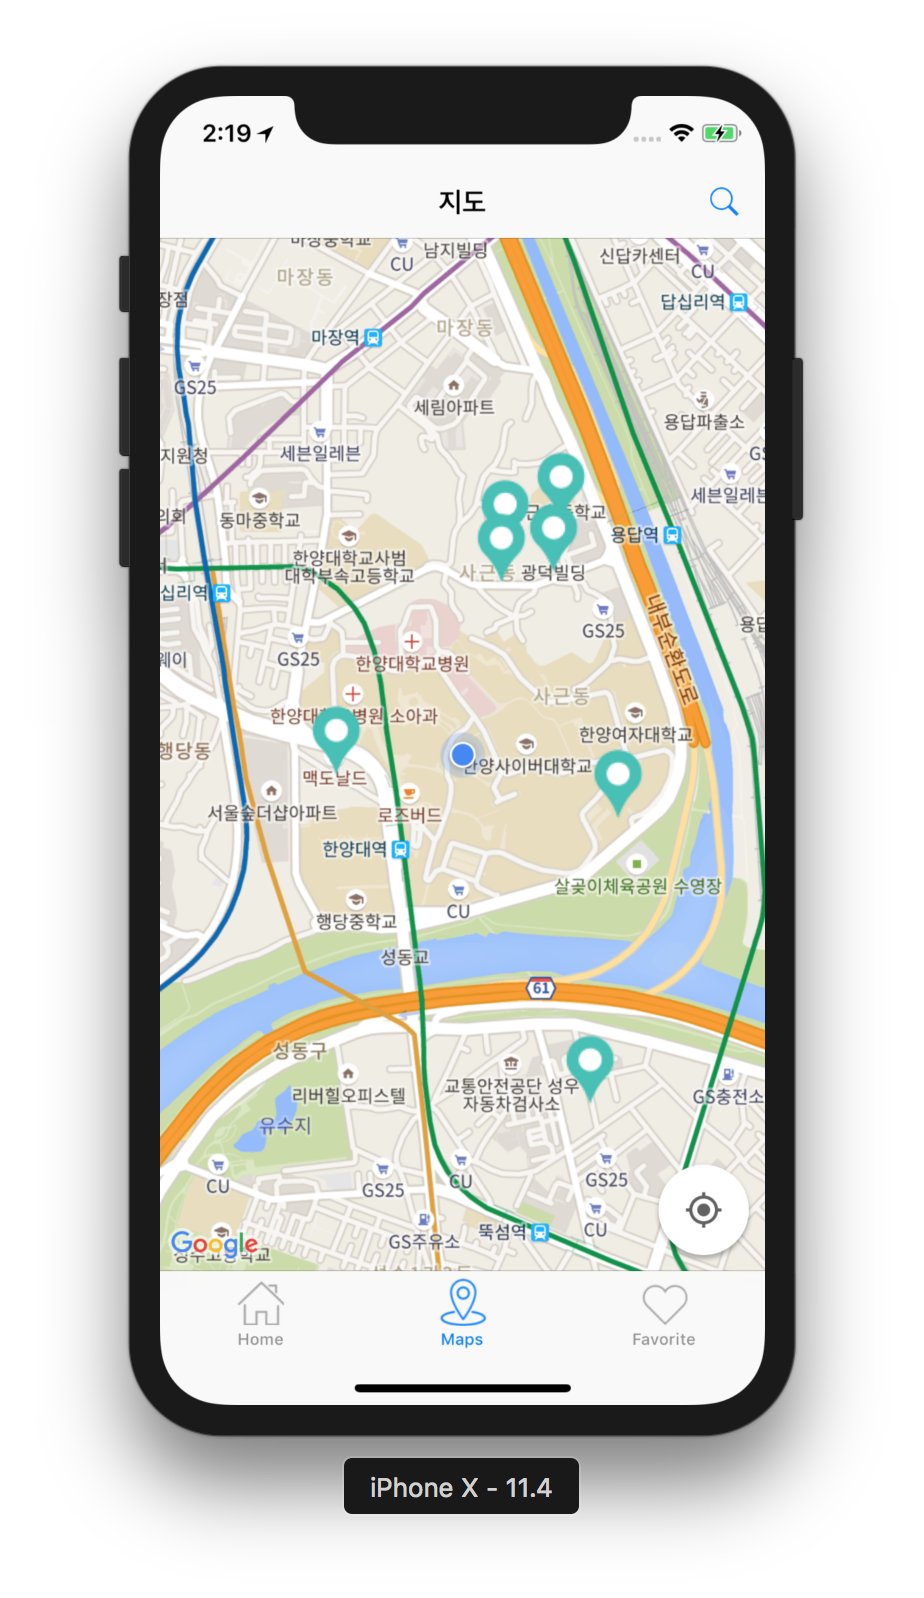 2:19
지도
마장중학교
CU
남지빌딩
신답카센터
CU
마장동
장점
답십리역
마장역
마장동
GS25
세림아파트
용답파출소
지원청
세븐일레븐
GS
세븐일레븐
의회
동마중학교
한양대학교사범
대학부속고등학교
용답역
사근동
광덕빌딩
십리역
GS25
내부순환도로
용답
웨이
GS25
한양대학교병원
사근동
한양대학교병원 소아과
한양여자대학교
행당동
한양사이버대학교
맥도날드
서울숲더샵아파트
로즈버드
한양대역
살곶이체육공원 수영장
CU
행당중학교
성동교
61
성동구
리버힐오피스텔
교통안전공단 성우
자동차검사소
GS충전소
유수지
CU
GS25
CU
GS25
CU
뚝섬역
GS주유소
Google
Home
Maps
Favorite
iPhone X - 11.4